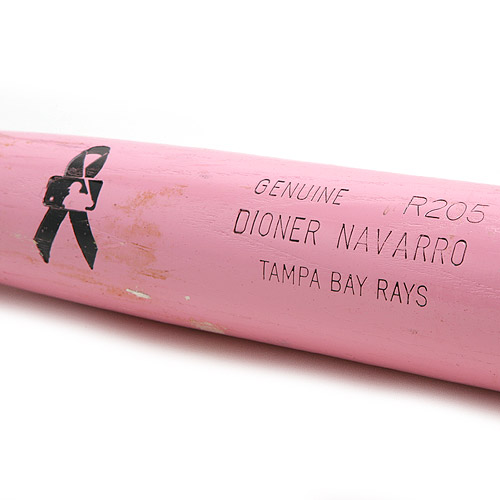 GENUINE R205
DIONER NAVARRO
TAMPA BAY RAYS